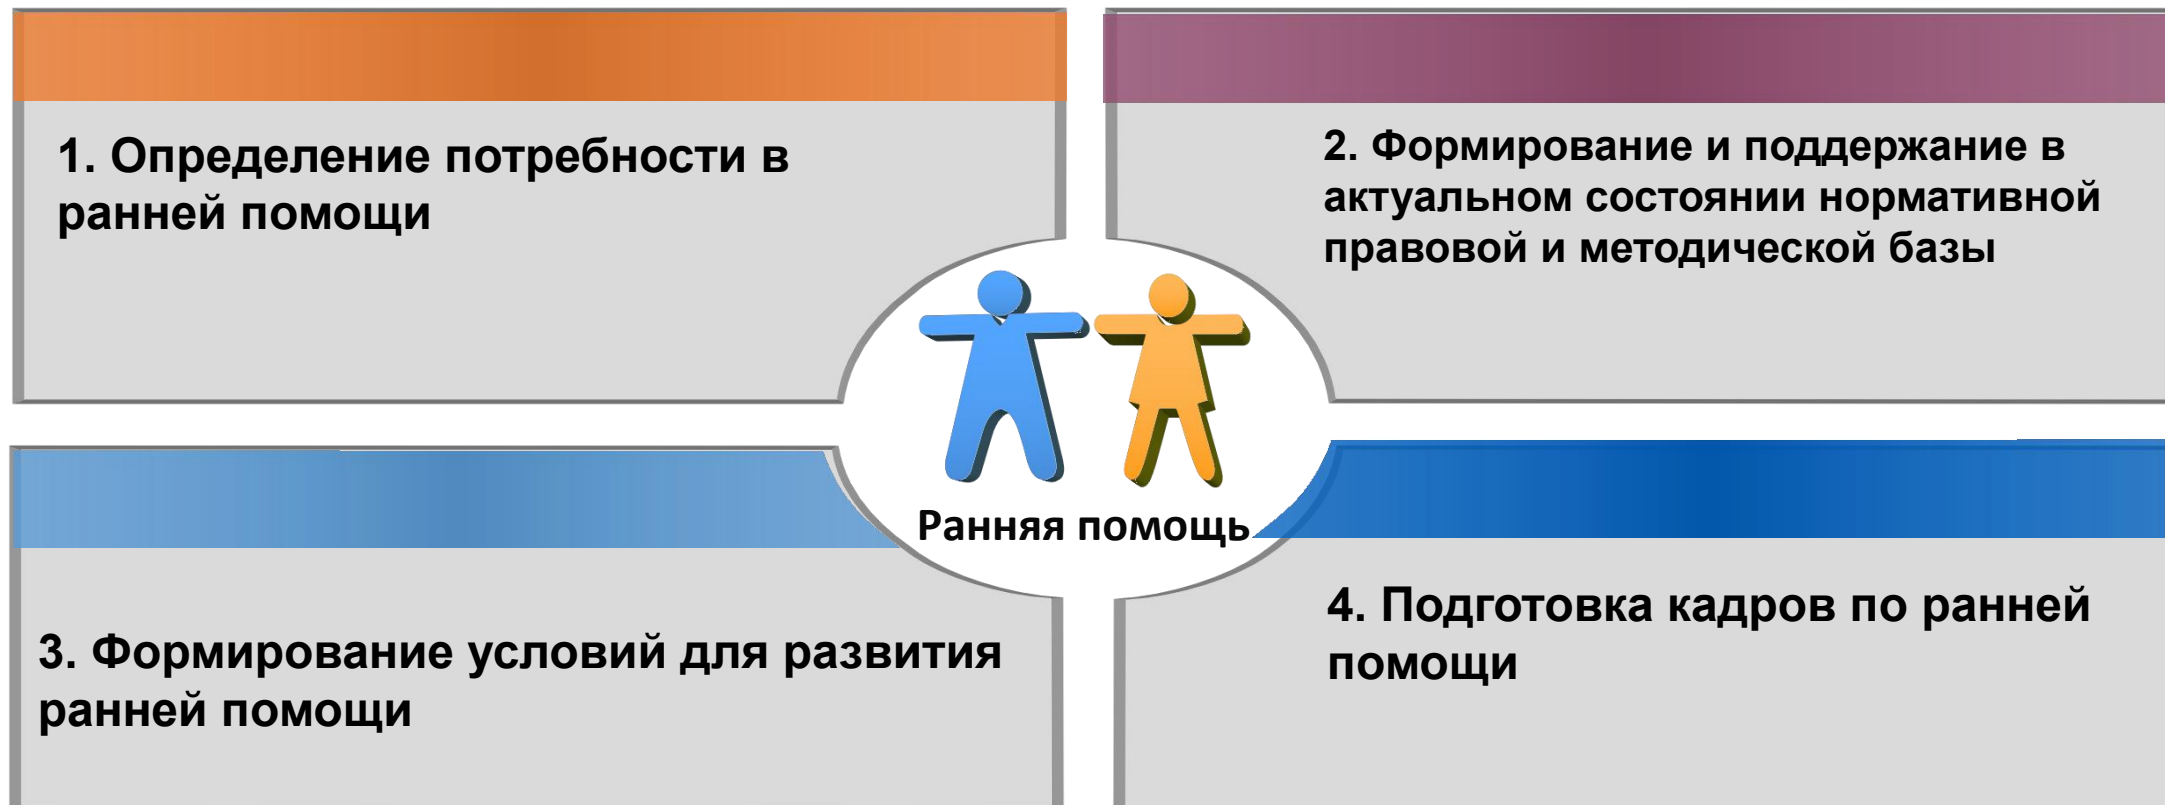 1. Определение потребности в
ранней помощи
2. Формирование и поддержание в
актуальном состоянии нормативной
правовой и методической базы
Ранняя помощь
3. Формирование условий для развития
ранней помощи
4. Подготовка кадров по ранней
помощи